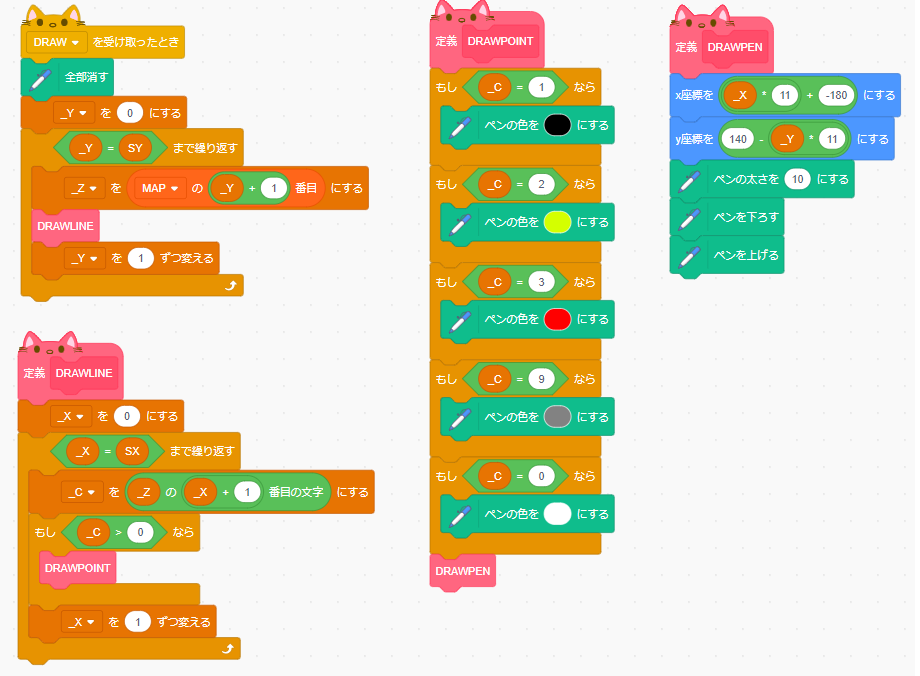 DRAW を受け取ったとき
全部消す
_Y を 0 にする
_Y = SY まで繰り返す
_Z を MAP の _Y + 1 番目 にする
DRAWLINE
_Y を 1 ずつ変える
定義 DRAWLINE
_X を 0 にする
_X = SX まで繰り返す
_C を _Z の _X + 1 番目の文字 にする
もし _C > 0 なら
DRAWPOINT
_X を 1 ずつ変える
定義 DRAWPOINT
もし _C = 1 なら
ペンの色を にする
もし _C = 2 なら
ペンの色を にする
もし _C = 3 なら
ペンの色を にする
もし _C = 9 なら
ペンの色を にする
もし _C = 0 なら
ペンの色を にする
DRAWPEN
定義 DRAWPEN
x座標を _X * 11 + -180 にする
y座標を 140 - _Y * 11 にする
ペンの太さを 10 にする
ペンを下ろす
ペンを上げる